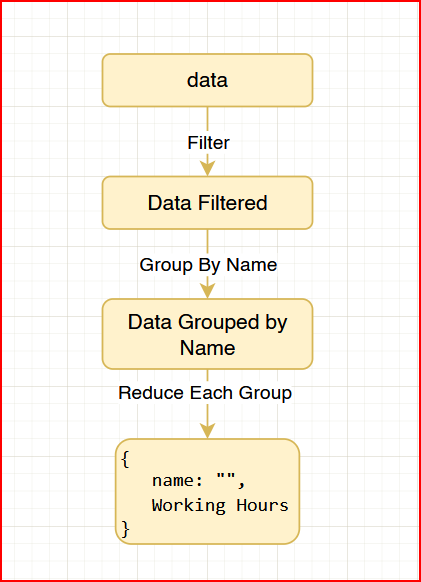 data
Filter
Data Filtered
Group By Name
Data Grouped by
Name
Reduce Each Group
{
name: "",
Working Hours
}